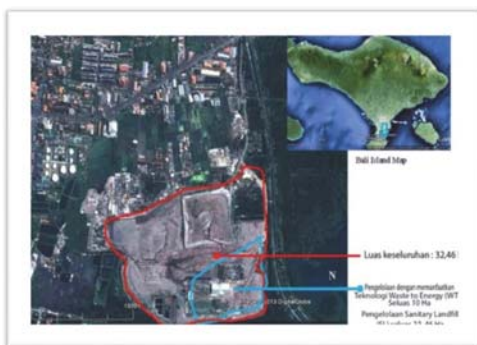 Bali Island Map
Luas keseluruhan : 32,46
N
Pengelolaan dengan memanfaatkan
Teknologi Waste to Energy (WT
Seluas 10 Ha
Pengelolaan Sanitary Landfill